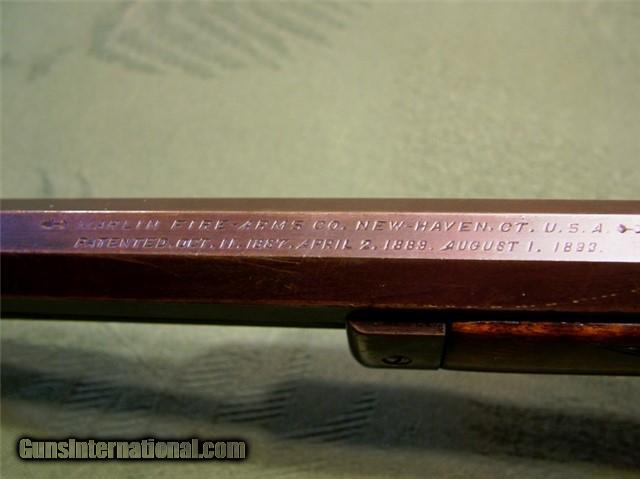 MARLIN FIRE-ARMS CO. NEW-HAVEN, CT. U.S.A.
PATENTED. OCT. 11. 1887. APRIL 2. 1889. AUGUST 1. 1893.
GunsInternational.com